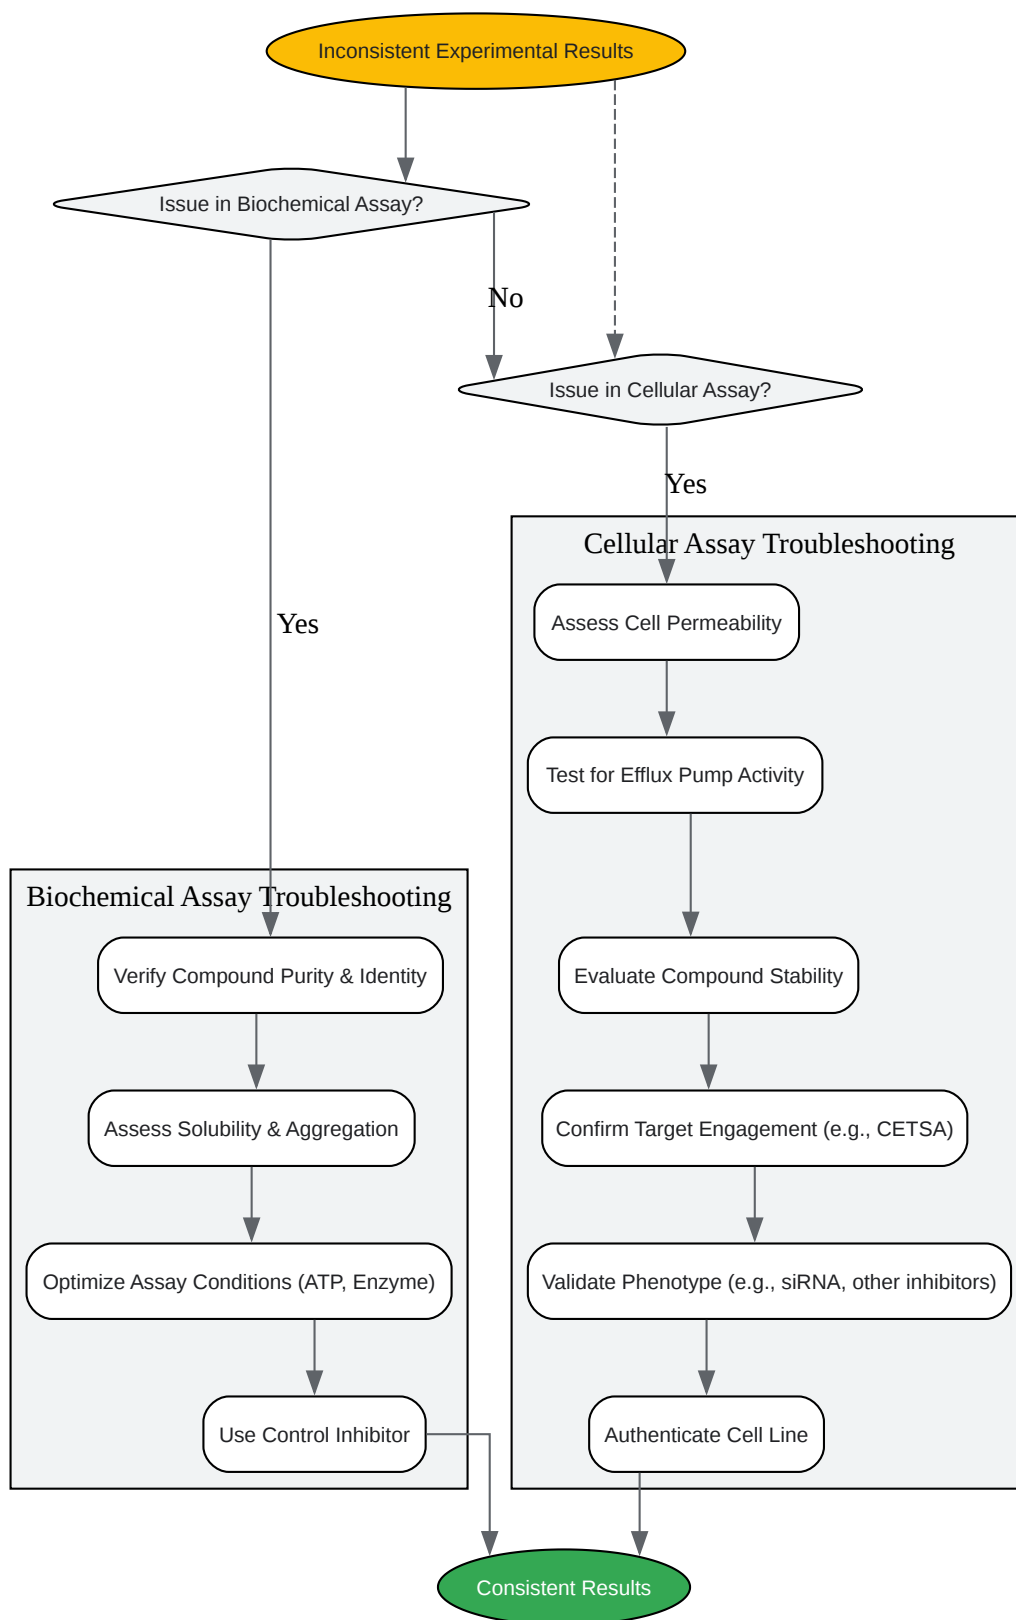 Inconsistent Experimental Results
Issue in Biochemical Assay?
No
Issue in Cellular Assay?
Yes
Cellular Assay Troubleshooting
Assess Cell Permeability
Yes
Test for Efflux Pump Activity
Biochemical Assay Troubleshooting
Verify Compound Purity & Identity
Evaluate Compound Stability
Assess Solubility & Aggregation
Confirm Target Engagement (e.g., CETSA)
Optimize Assay Conditions (ATP, Enzyme)
Validate Phenotype (e.g., siRNA, other inhibitors)
Use Control Inhibitor
Authenticate Cell Line
Consistent Results